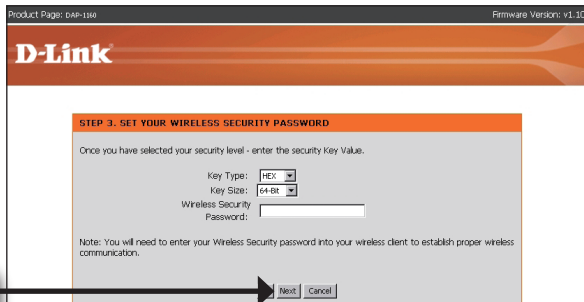 Product Page: DAP-1160 Firmware Version: v1.10
D-Link
STEP 3. SET YOUR WIRELESS SECURITY PASSWORD
Once you have selected your security level - enter the security Key Value.
Key Type: HEX
Key Size: 64-Bit
Wireless Security
Password:
Note: You will need to enter your Wireless Security password into your wireless client to establish proper wireless
communication.
Next Cancel